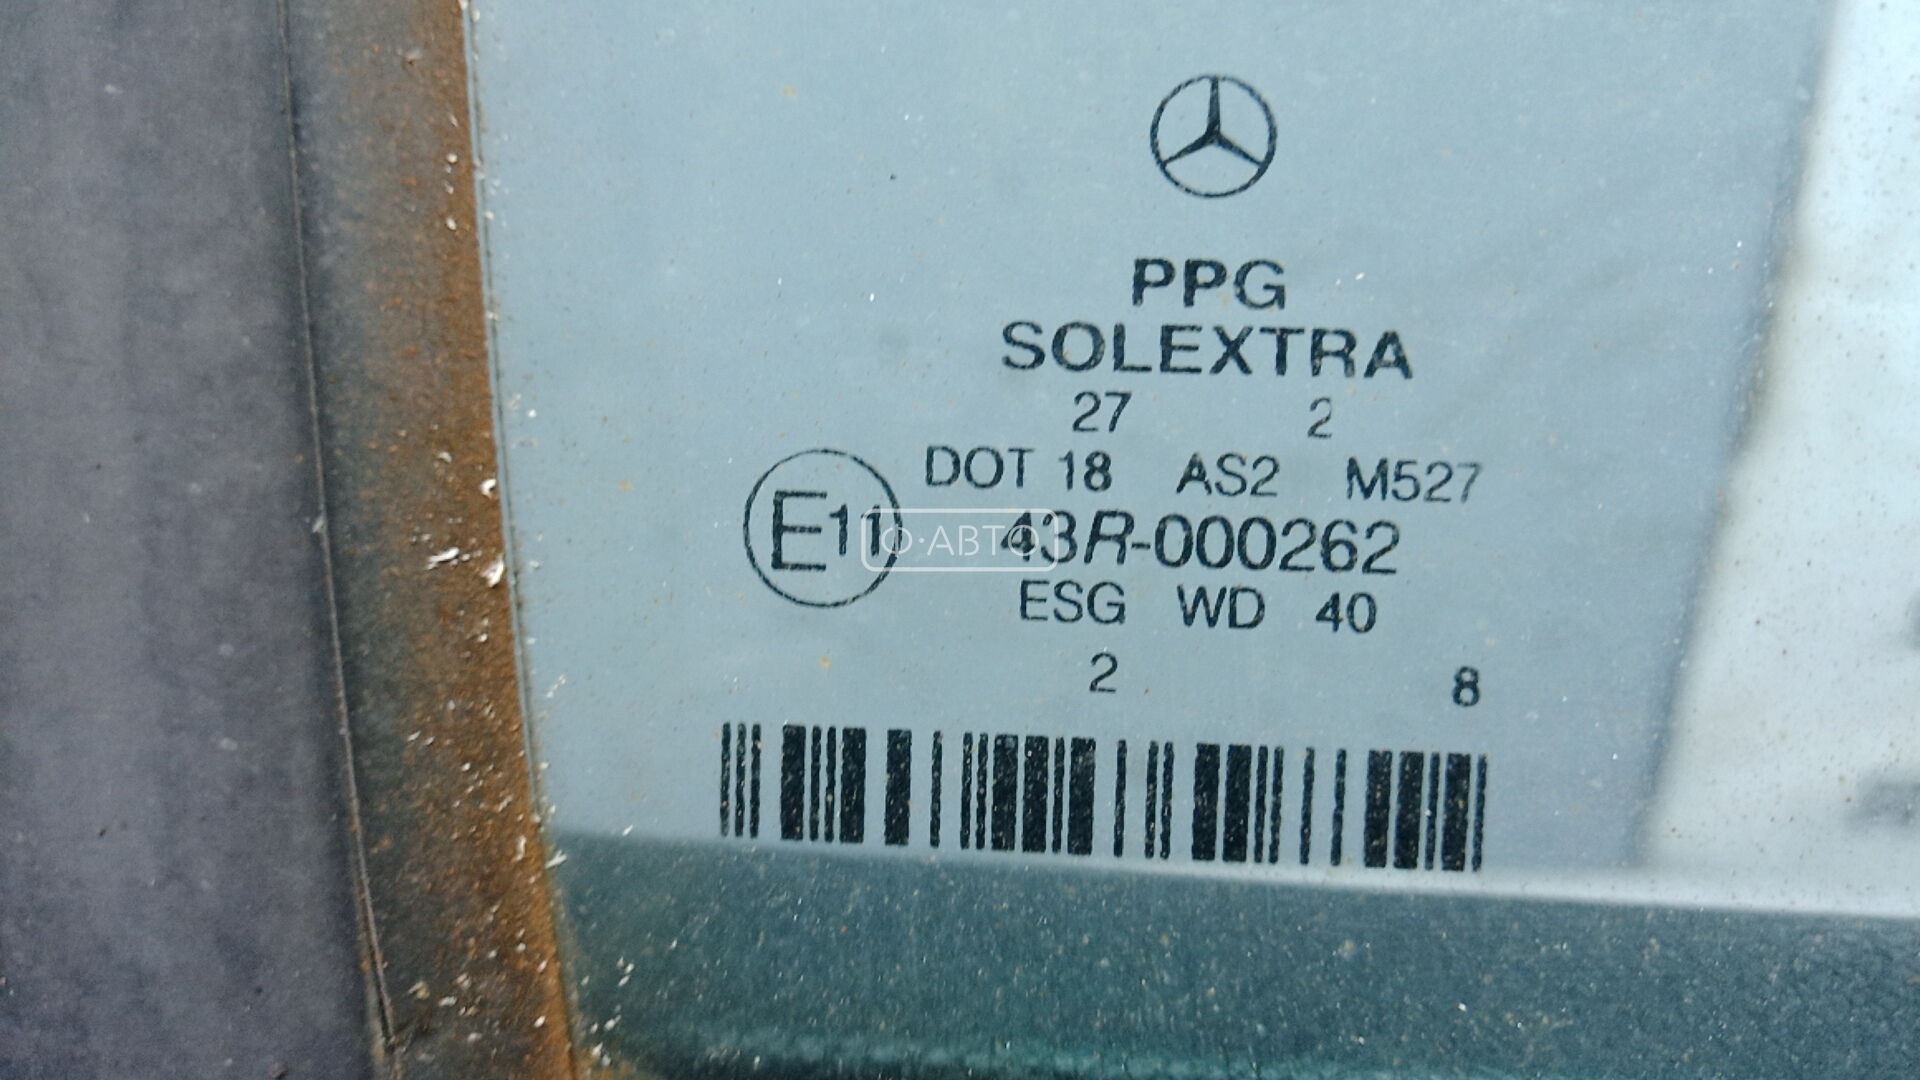 PPG
SOLEXTRA
27 2
DOT 18 AS2 M527
E11 43R-000262
Ю·АВТО
ESG WD 40
2 8